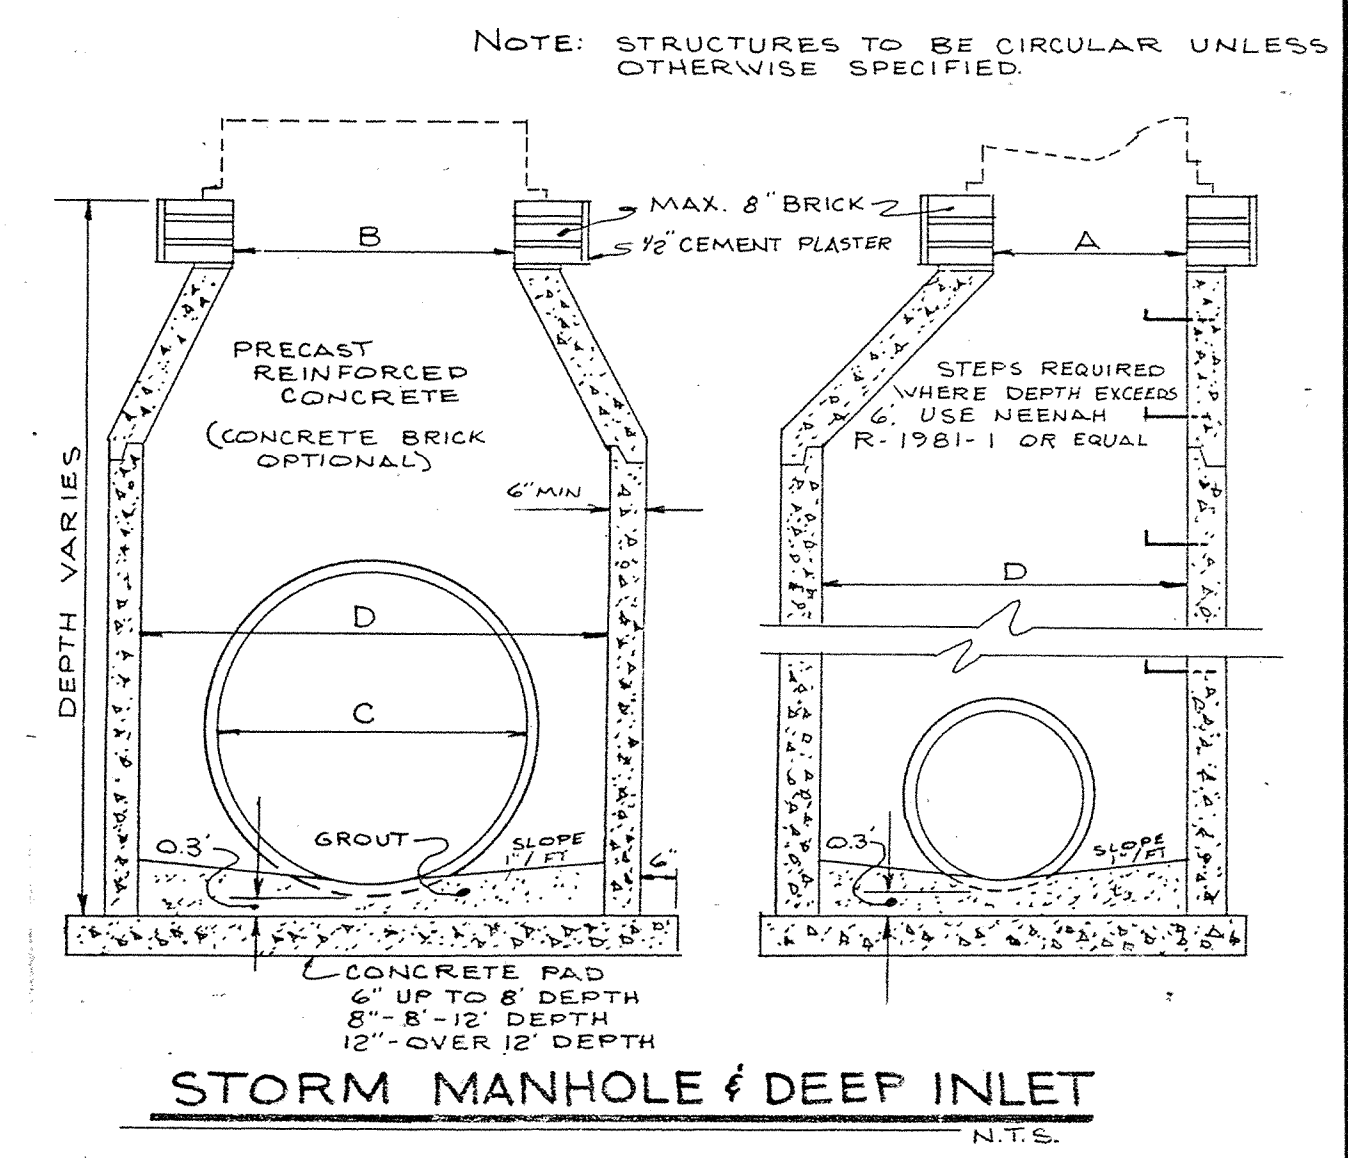 NOTE: STRUCTURES TO BE CIRCULAR UNLESS
OTHERWISE SPECIFIED.
MAX. 8" BRICK
1/2" CEMENT PLASTER
B
A
PRECAST
REINFORCED
CONCRETE
(CONCRETE BRICK
OPTIONAL)
STEPS REQUIRED
WHERE DEPTH EXCEEDS
6'. USE NEENAH
R-1981-1 OR EQUAL
DEPTH VARIES
6" MIN
D
D
C
0.3'
GROUT
SLOPE
1"/FT
6"
0.3'
SLOPE
1"/FT
CONCRETE PAD
6" UP TO 8' DEPTH
8"-8'-12' DEPTH
12"-OVER 12' DEPTH
STORM MANHOLE & DEEP INLET
N.T.S.